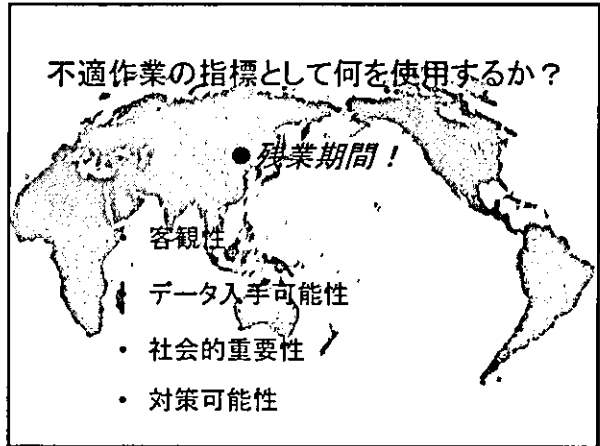 不適作業の指標として何を使用するか？
●残業期間！
・ 客観性
・ データ入手可能性
・ 社会的重要性
・ 対策可能性